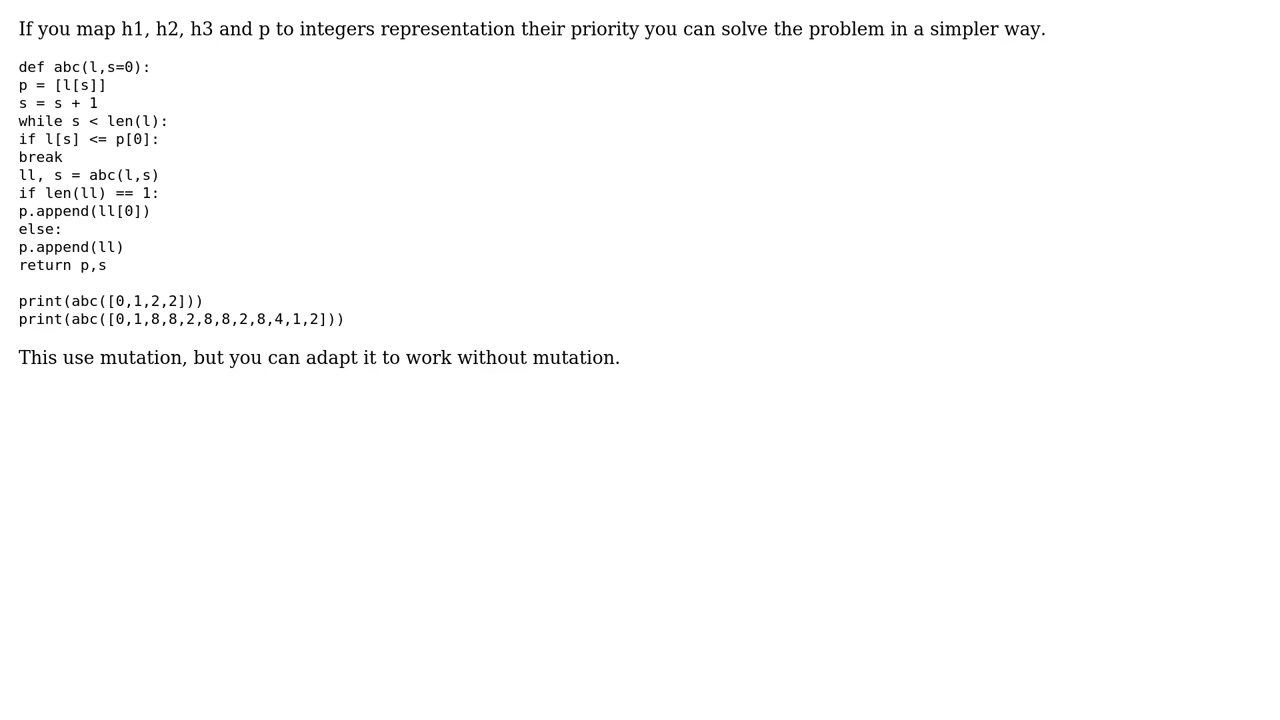 If you map h1, h2, h3 and p to integers representation their priority you can solve the problem in a simpler way.
def abc(l,s=0):
p = [l[s]]
s = s + 1
while s < len(l):
if l[s] <= p[0]:
break
ll, s = abc(l,s)
if len(ll) == 1:
p.append(ll[0])
else:
p.append(ll)
return p,s
print(abc([0,1,2,2]))
print(abc([0,1,8,8,2,8,8,2,8,4,1,2]))
This use mutation, but you can adapt it to work without mutation.